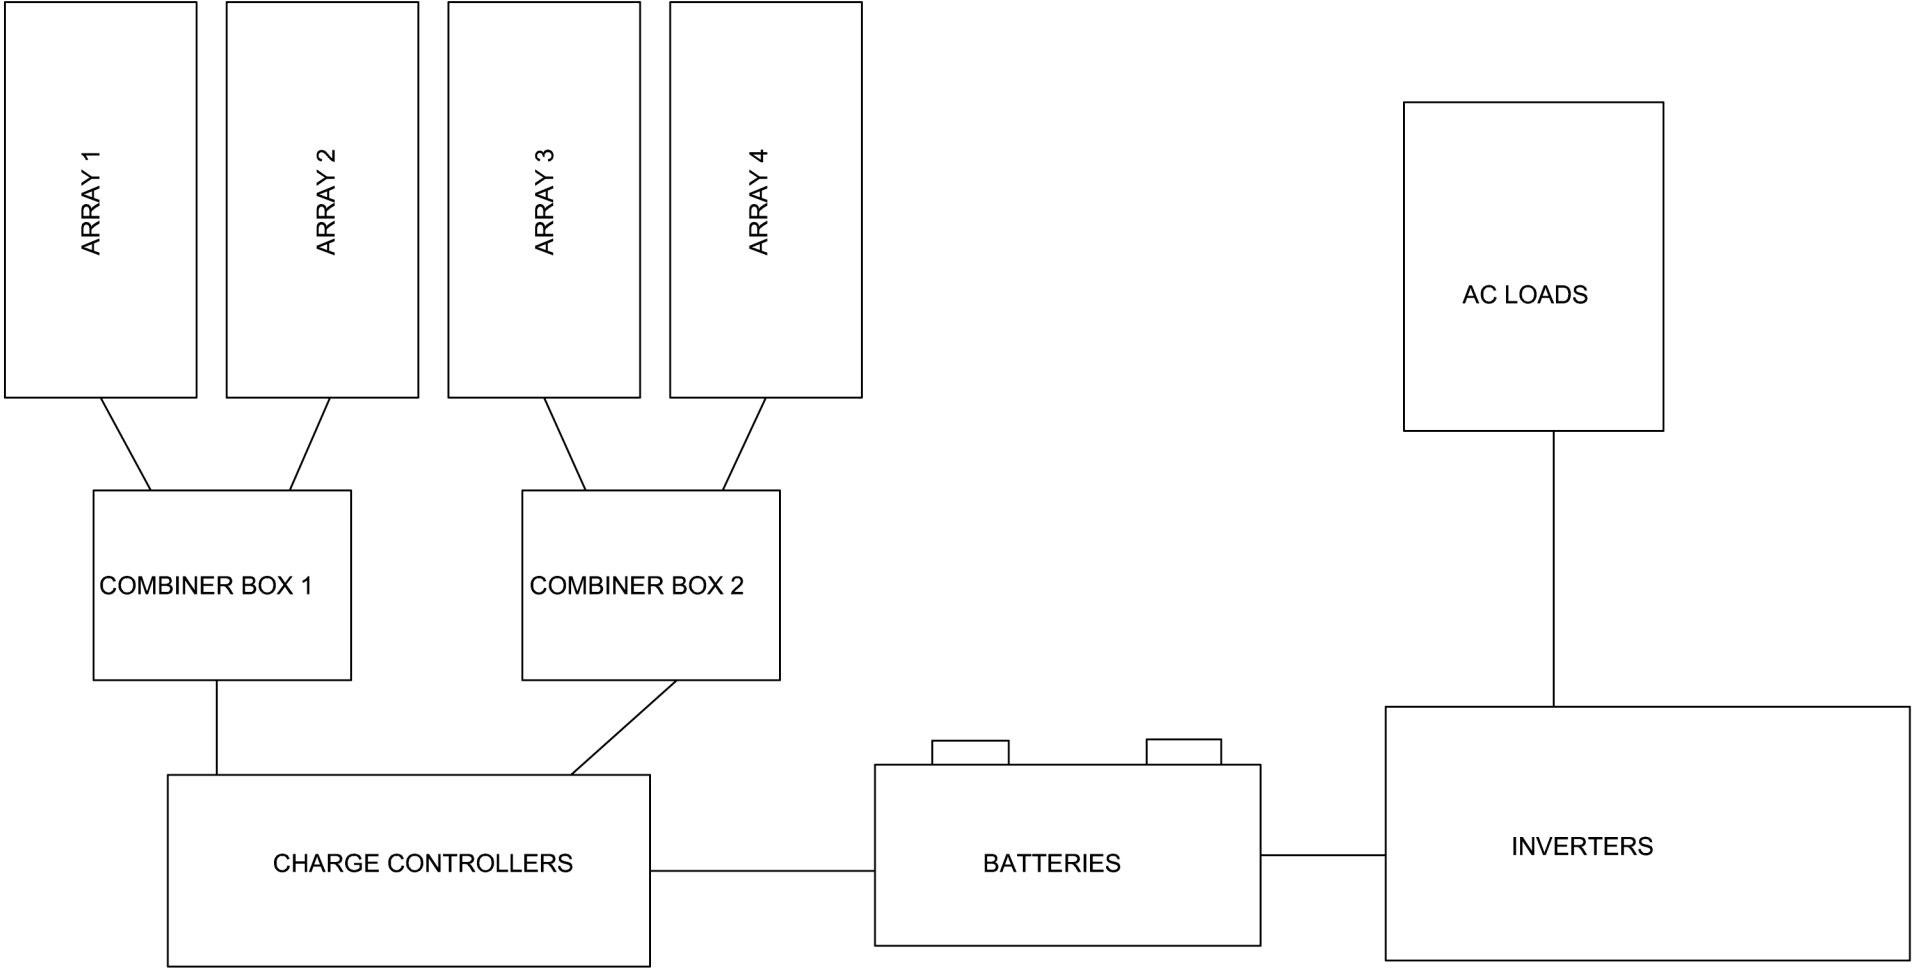 ARRAY 1
ARRAY 2
ARRAY 3
ARRAY 4
AC LOADS
COMBINER BOX 1
COMBINER BOX 2
CHARGE CONTROLLERS
BATTERIES
INVERTERS